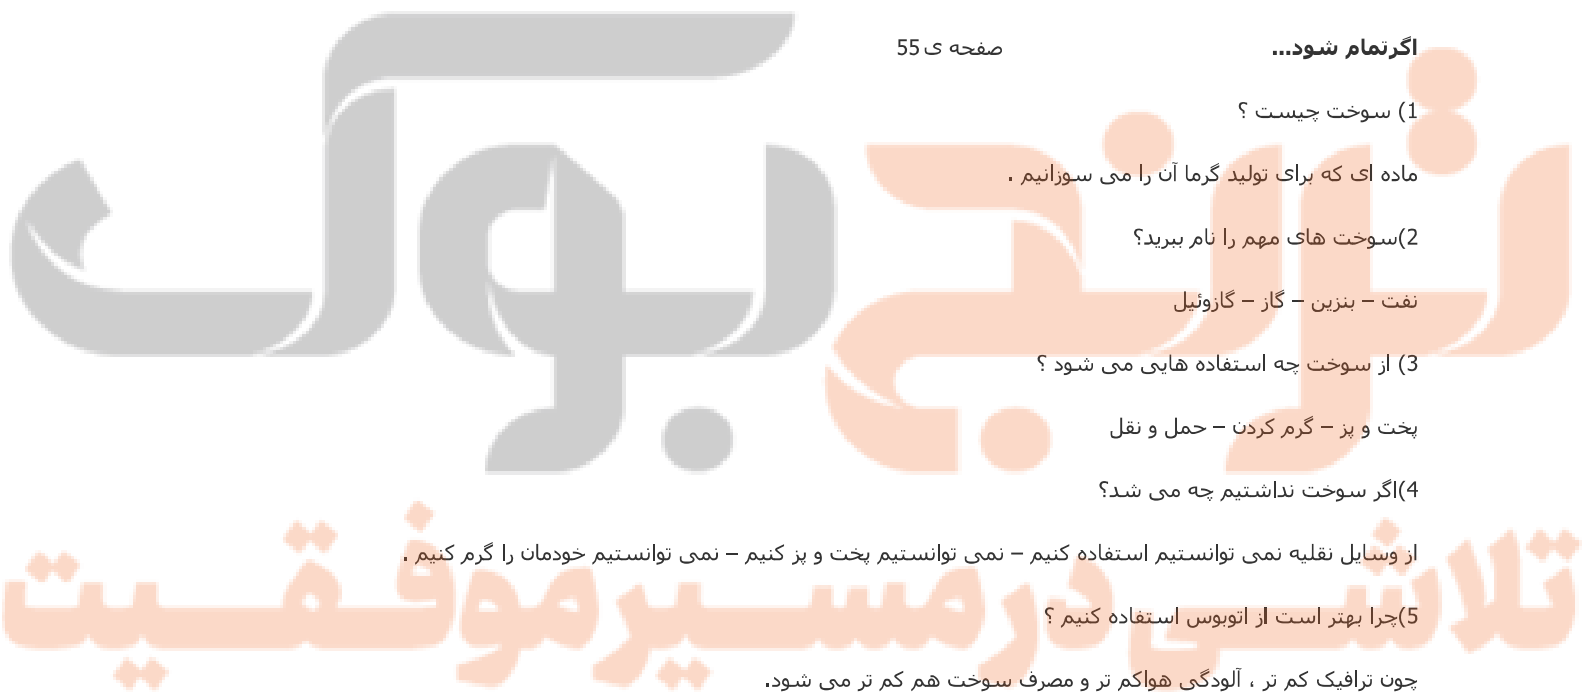 اگرتمام شود... صفحه ی 55
1) سوخت چیست ؟
ماده ای که برای تولید گرما آن را می سوزانیم .
2)سوخت های مهم را نام ببرید؟
نفت – بنزین – گاز – گازوئیل
3) از سوخت چه استفاده هایی می شود ؟
پخت و پز – گرم کردن – حمل و نقل
4)اگر سوخت نداشتیم چه می شد؟
از وسایل نقلیه نمی توانستیم استفاده کنیم – نمی توانستیم پخت و پز کنیم – نمی توانستیم خودمان را گرم کنیم .
5)چرا بهتر است از اتوبوس استفاده کنیم ؟
چون ترافیک کم تر ، آلودگی هواکم تر و مصرف سوخت هم کم تر می شود.
ترنج بوک
تلاشی در مسیر موفقیت